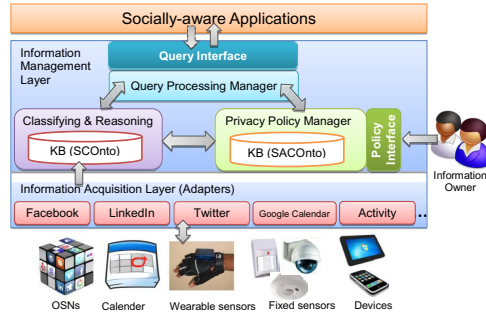 Socially-aware Applications
Information
Management
Layer
Query Interface
Query Processing Manager
Classifying & Reasoning
KB (SCOnto)
Privacy Policy Manager
KB (SACOnto)
Policy
Interface
Information
Owner
Information Acquisition Layer (Adapters)
Facebook
LinkedIn
Twitter
Google Calendar
Activity
..
OSNs
Calender
Wearable sensors
Fixed sensors
Devices